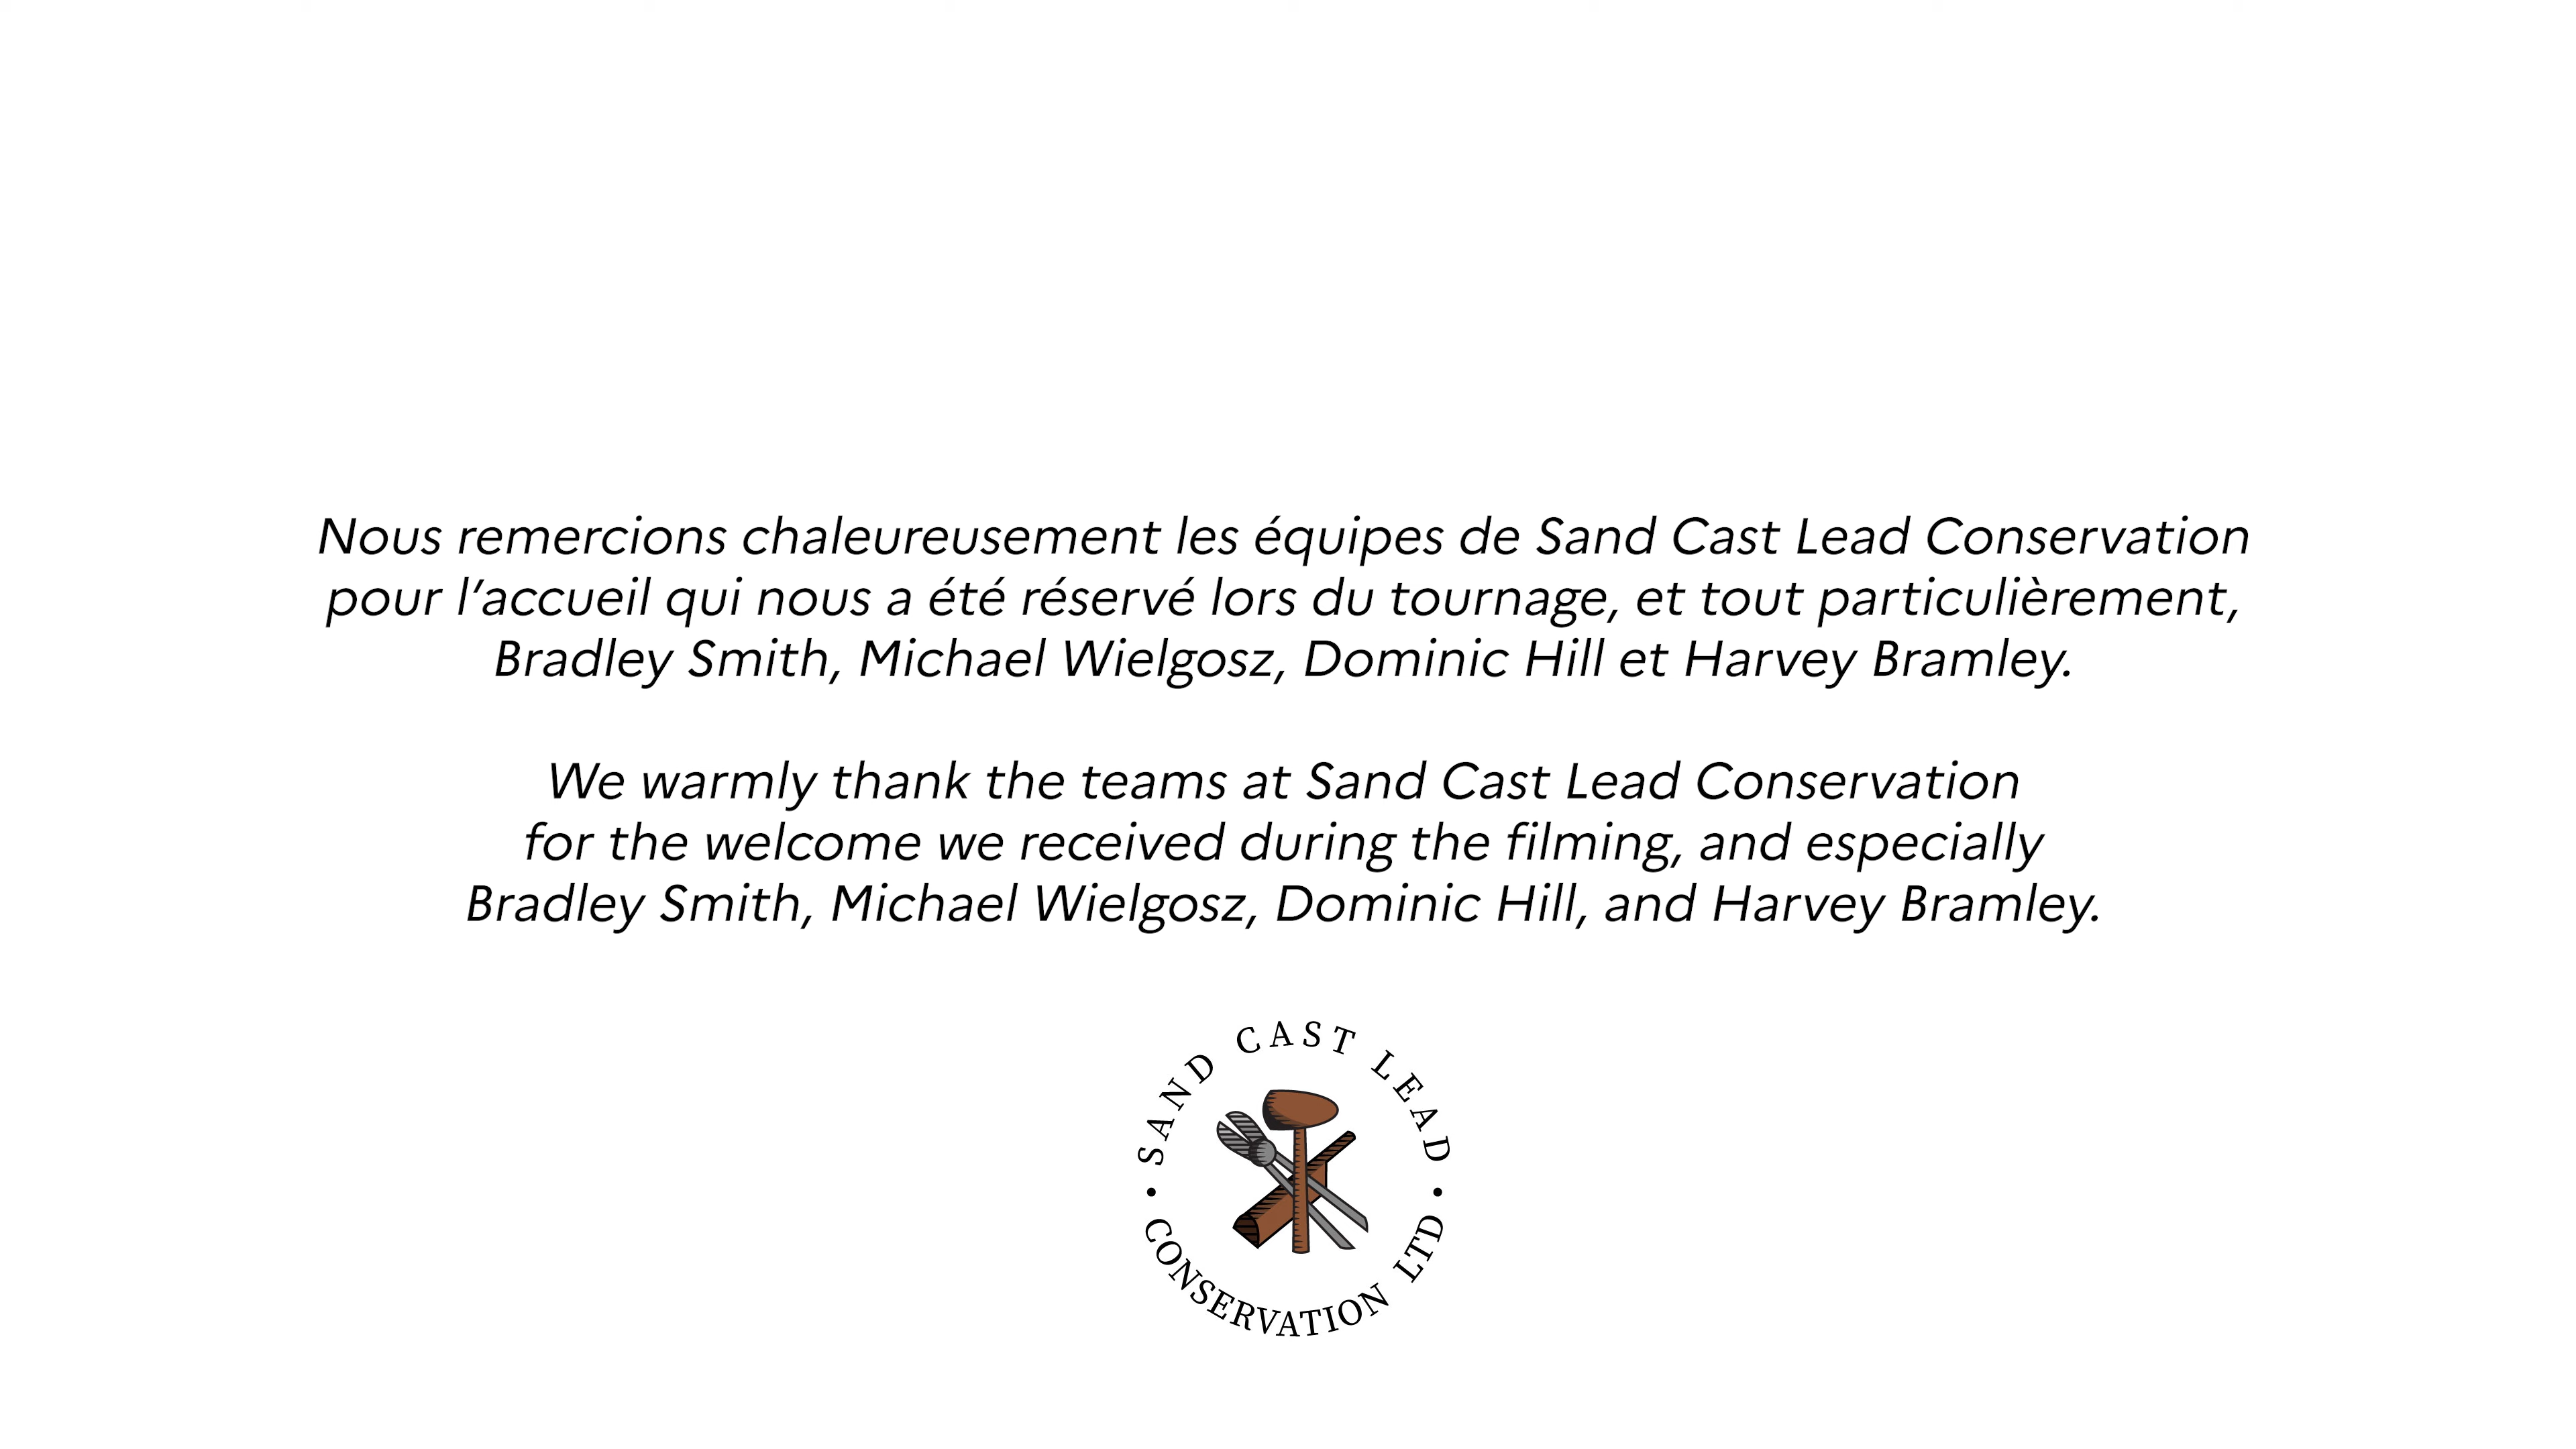 Nous remercions chaleureusement les équipes de Sand Cast Lead Conservation
pour l’accueil qui nous a été réservé lors du tournage, et tout particulièrement,
Bradley Smith, Michael Wielgosz, Dominic Hill et Harvey Bramley.
We warmly thank the teams at Sand Cast Lead Conservation
for the welcome we received during the filming, and especially
Bradley Smith, Michael Wielgosz, Dominic Hill, and Harvey Bramley.
SAND CAST LEAD
• CONSERVATION LTD •